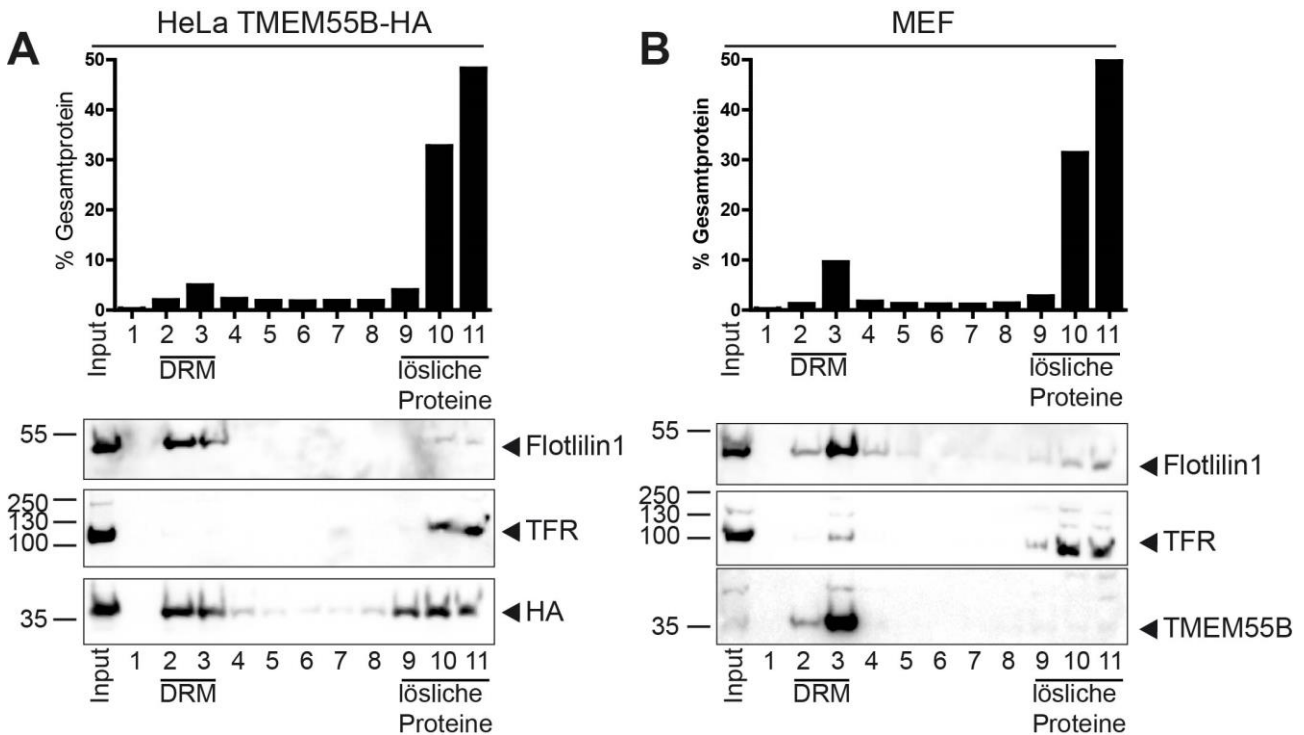 HeLa TMEM55B-HA
A
% Gesamtprotein
50
40
30
20
10
0
Input 1 2 3 4 5 6 7 8 9 10 11
DRM lösliche
Proteine
55
Flotlilin1
250
130
100
TFR
35
HA
Input 1 2 3 4 5 6 7 8 9 10 11
DRM lösliche
Proteine
MEF
B
% Gesamtprotein
50
40
30
20
10
0
Input 1 2 3 4 5 6 7 8 9 10 11
DRM lösliche
Proteine
55
Flotlilin1
250
130
100
TFR
35
TMEM55B
Input 1 2 3 4 5 6 7 8 9 10 11
DRM lösliche
Proteine